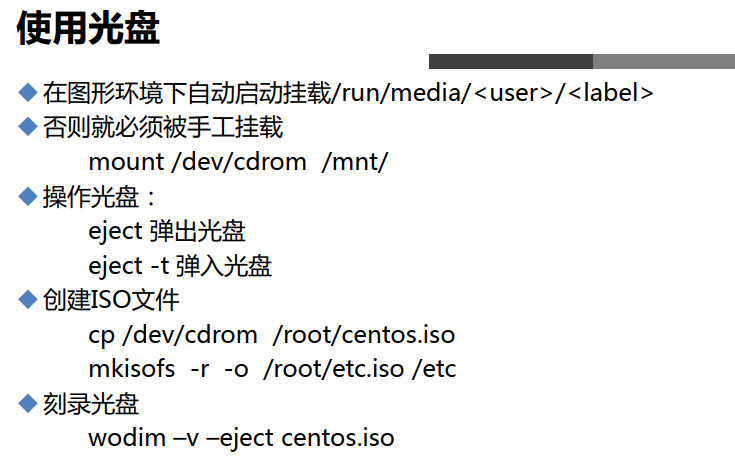 使用光盘
◆在图形环境下自动启动挂载/run/media/<user>/<label>
◆否则就必须被手工挂载
mount /dev/cdrom  /mnt/
◆操作光盘：
eject 弹出光盘
eject -t 弹入光盘
◆创建ISO文件
cp /dev/cdrom  /root/centos.iso
mkisofs  -r  -o  /root/etc.iso /etc
◆刻录光盘
wodim –v –eject centos.iso